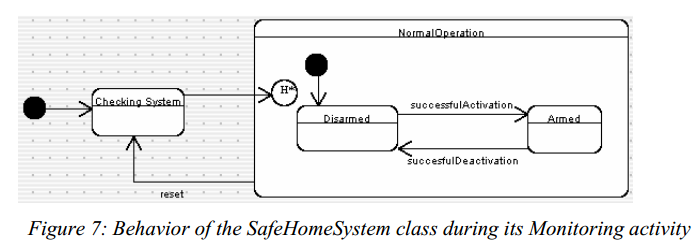 NormalOperation
H*
Checking System
successfulActivation
Disarmed
Armed
succesfulDeactivation
reset
Figure 7: Behavior of the SafeHomeSystem class during its Monitoring activity